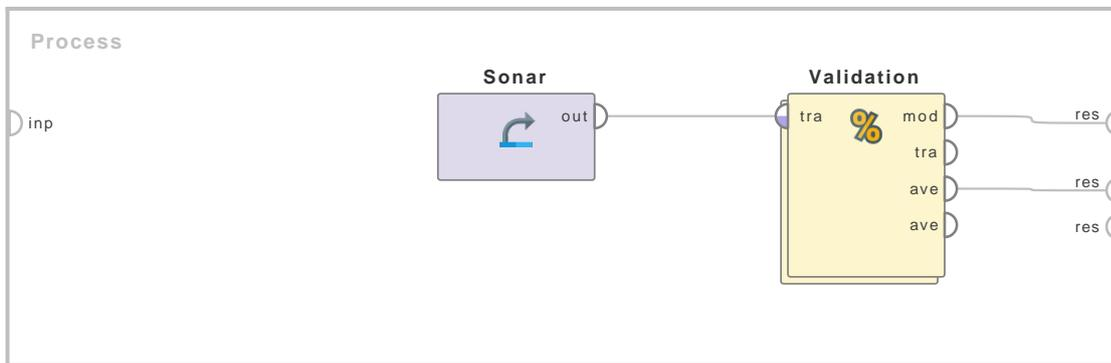 Process
inp
Sonar
out
Validation
tra
mod
tra
ave
ave
res
res
res